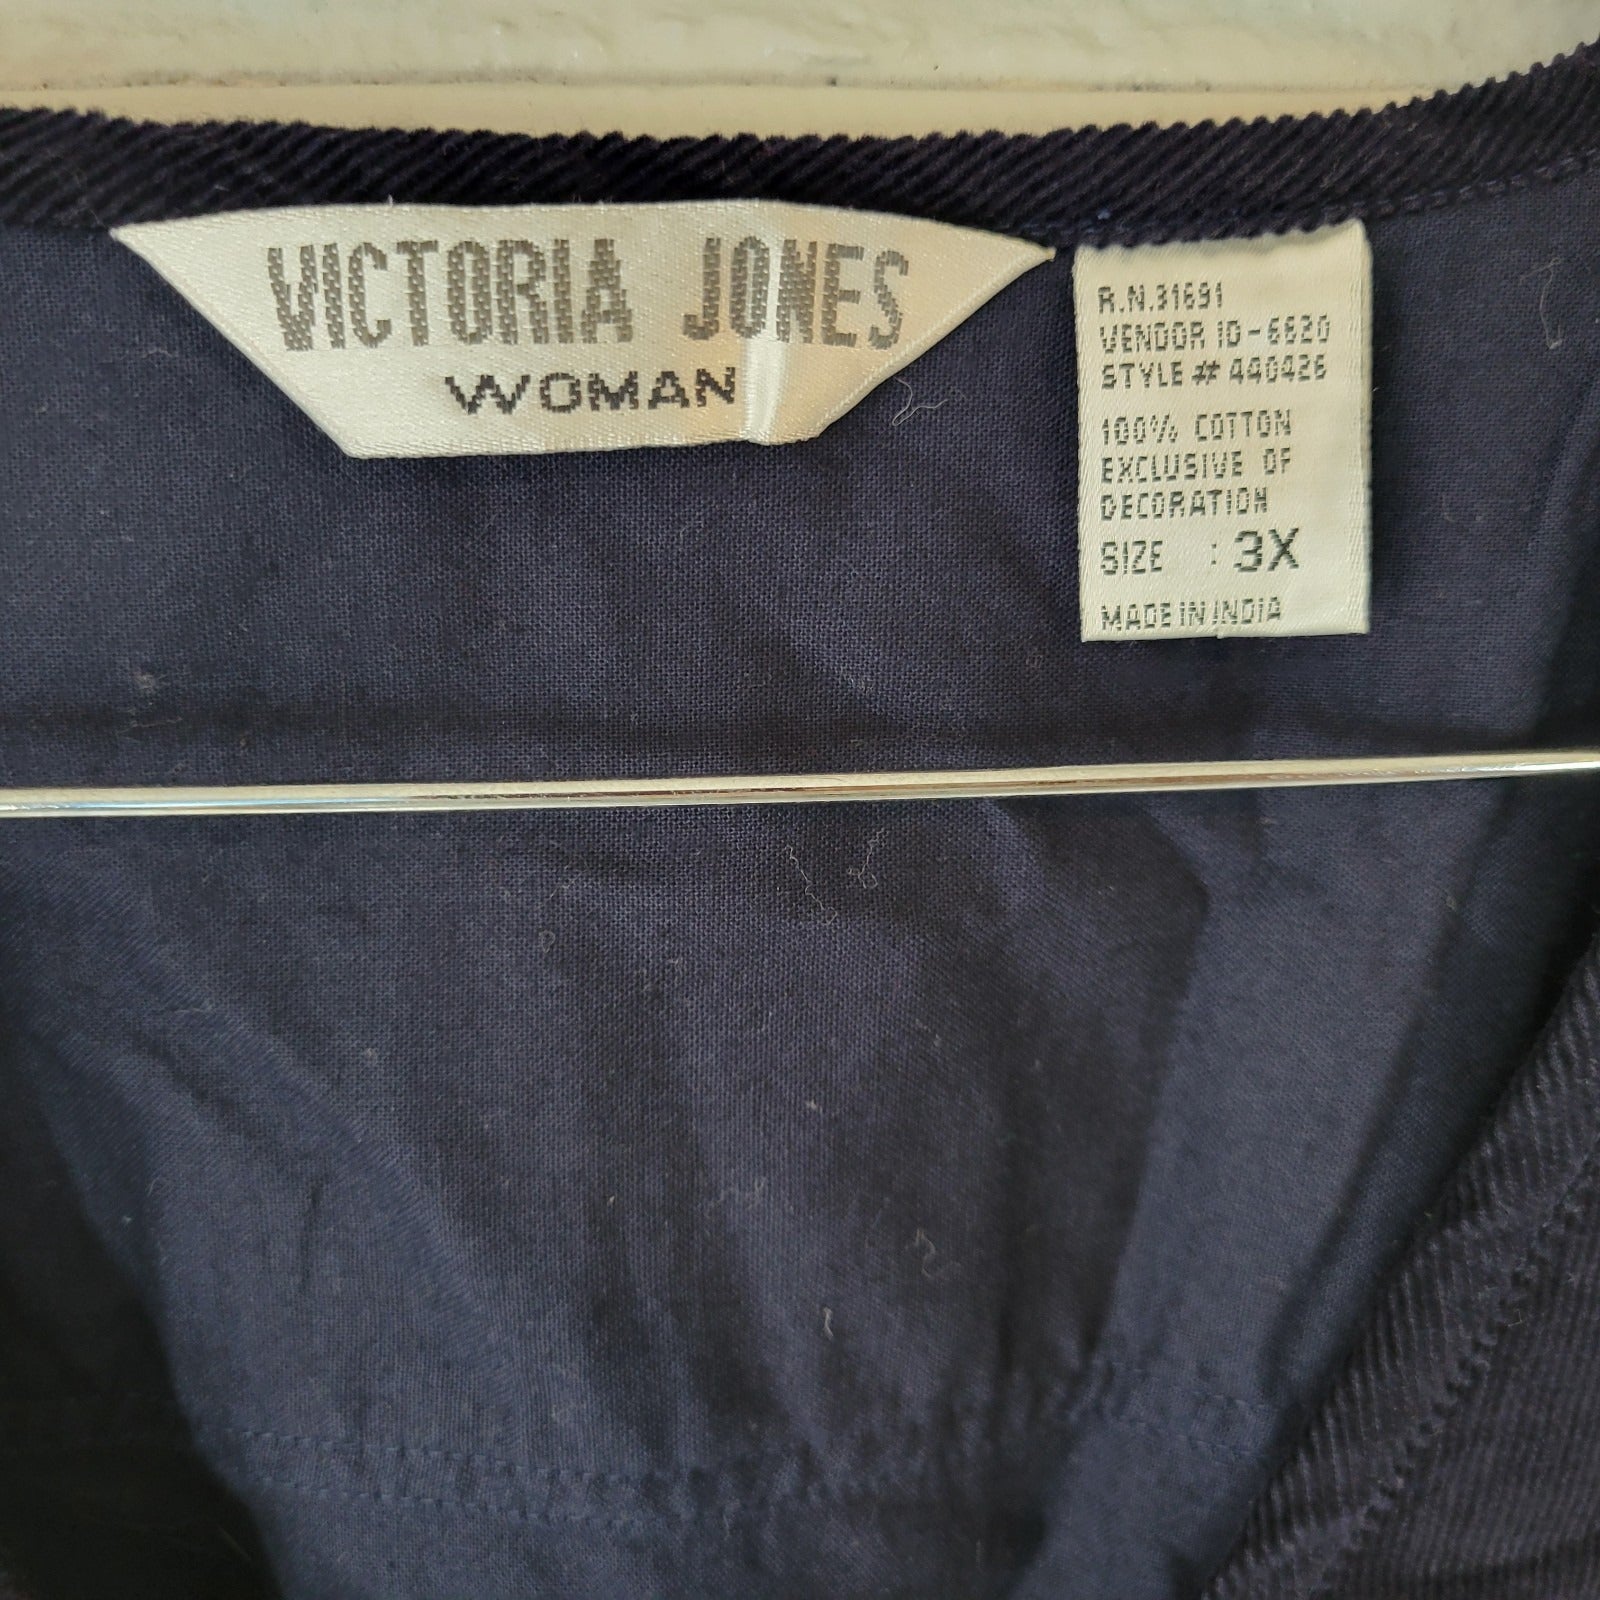 VICTORIA JONES
WOMAN
R.N.31691
VENDOR ID-6620
STYLE # 440426
100% COTTON
EXCLUSIVE OF
DECORATION
SIZE : 3X
MADE IN INDIA